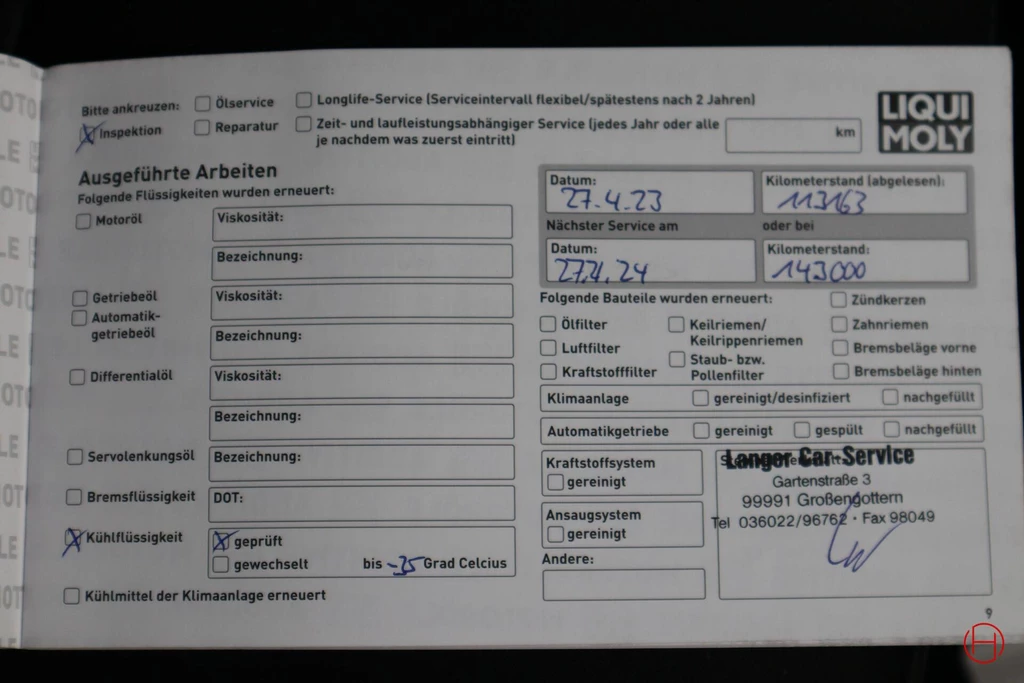 Bitte ankreuzen:
Ölservice
Longlife-Service (Serviceintervall flexibel/spätestens nach 2 Jahren)
Inspektion
Reparatur
Zeit- und laufleistungsabhängiger Service (jedes Jahr oder alle
je nachdem was zuerst eintritt)
km
LIQUI
MOLY
Ausgeführte Arbeiten
Folgende Flüssigkeiten wurden erneuert:
Motoröl
Viskosität:
Bezeichnung:
Getriebeöl
Automatik-
getriebeöl
Viskosität:
Bezeichnung:
Differentialöl
Viskosität:
Bezeichnung:
Servolenkungsöl
Bezeichnung:
Bremsflüssigkeit
DOT:
Kühlflüssigkeit
geprüft
gewechselt
bis -35 Grad Celcius
Kühlmittel der Klimaanlage erneuert
Datum:
27.4.23
Kilometerstand (abgelesen):
113163
Nächster Service am
oder bei
Datum:
27.4.24
Kilometerstand:
143000
Folgende Bauteile wurden erneuert:
Ölfilter
Luftfilter
Kraftstofffilter
Keilriemen/
Keilrippenriemen
Staub- bzw.
Pollenfilter
Zündkerzen
Zahnriemen
Bremsbeläge vorne
Bremsbeläge hinten
Klimaanlage
gereinigt/desinfiziert
nachgefüllt
Automatikgetriebe
gereinigt
gespült
nachgefüllt
Kraftstoffsystem
gereinigt
Ansaugsystem
gereinigt
Andere:
Langer Car-Service
Gartenstraße 3
99991 Großengottern
Tel 036022/96762 · Fax 98049
9